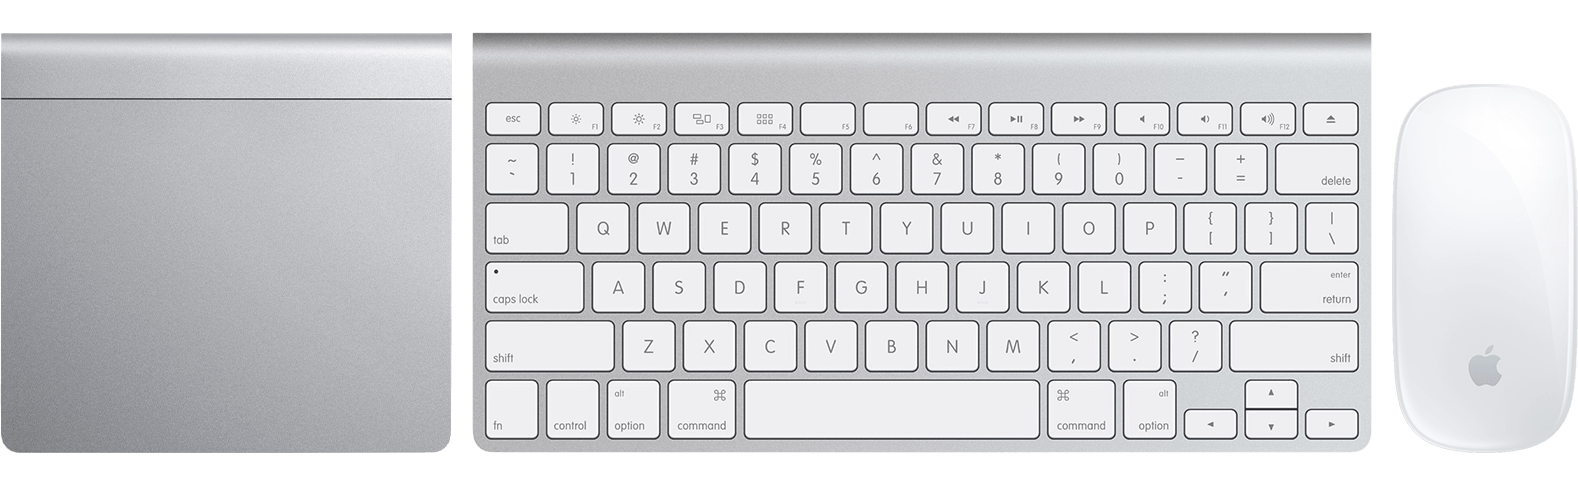 esc F1 F2 F3 F4 F5 F6 F7 F8 F9 F10 F11 F12
~ ! @ # $ % ^ & * ( ) — +
` 1 2 3 4 5 6 7 8 9 0 - = delete
tab Q W E R T Y U I O P { [ } ] | \
caps lock A S D F G H J K L : ; " ' enter return
shift Z X C V B N M < , > . ? / shift
fn control alt option ⌘ command ⌘ command alt option